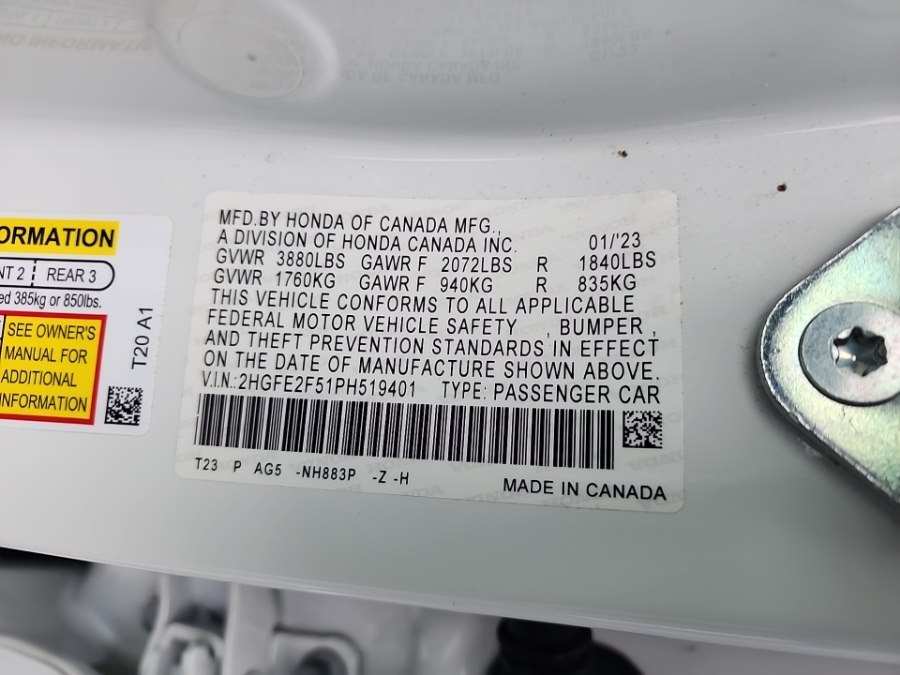 ORMATION
NT 2 REAR 3
ed 385kg or 850lbs.
SEE OWNER'S
MANUAL FOR
ADDITIONAL
INFORMATION
T20 A1
MFD.BY HONDA OF CANADA MFG.,
A DIVISION OF HONDA CANADA INC. 01/'23
GVWR 3880LBS GAWR F 2072LBS R 1840LBS
GVWR 1760KG GAWR F 940KG R 835KG
THIS VEHICLE CONFORMS TO ALL APPLICABLE
FEDERAL MOTOR VEHICLE SAFETY , BUMPER ,
AND THEFT PREVENTION STANDARDS IN EFFECT
ON THE DATE OF MANUFACTURE SHOWN ABOVE.
V.I.N.:2HGFE2F51PH519401 TYPE: PASSENGER CAR
T23 P AG5 -NH883P -Z -H
MADE IN CANADA